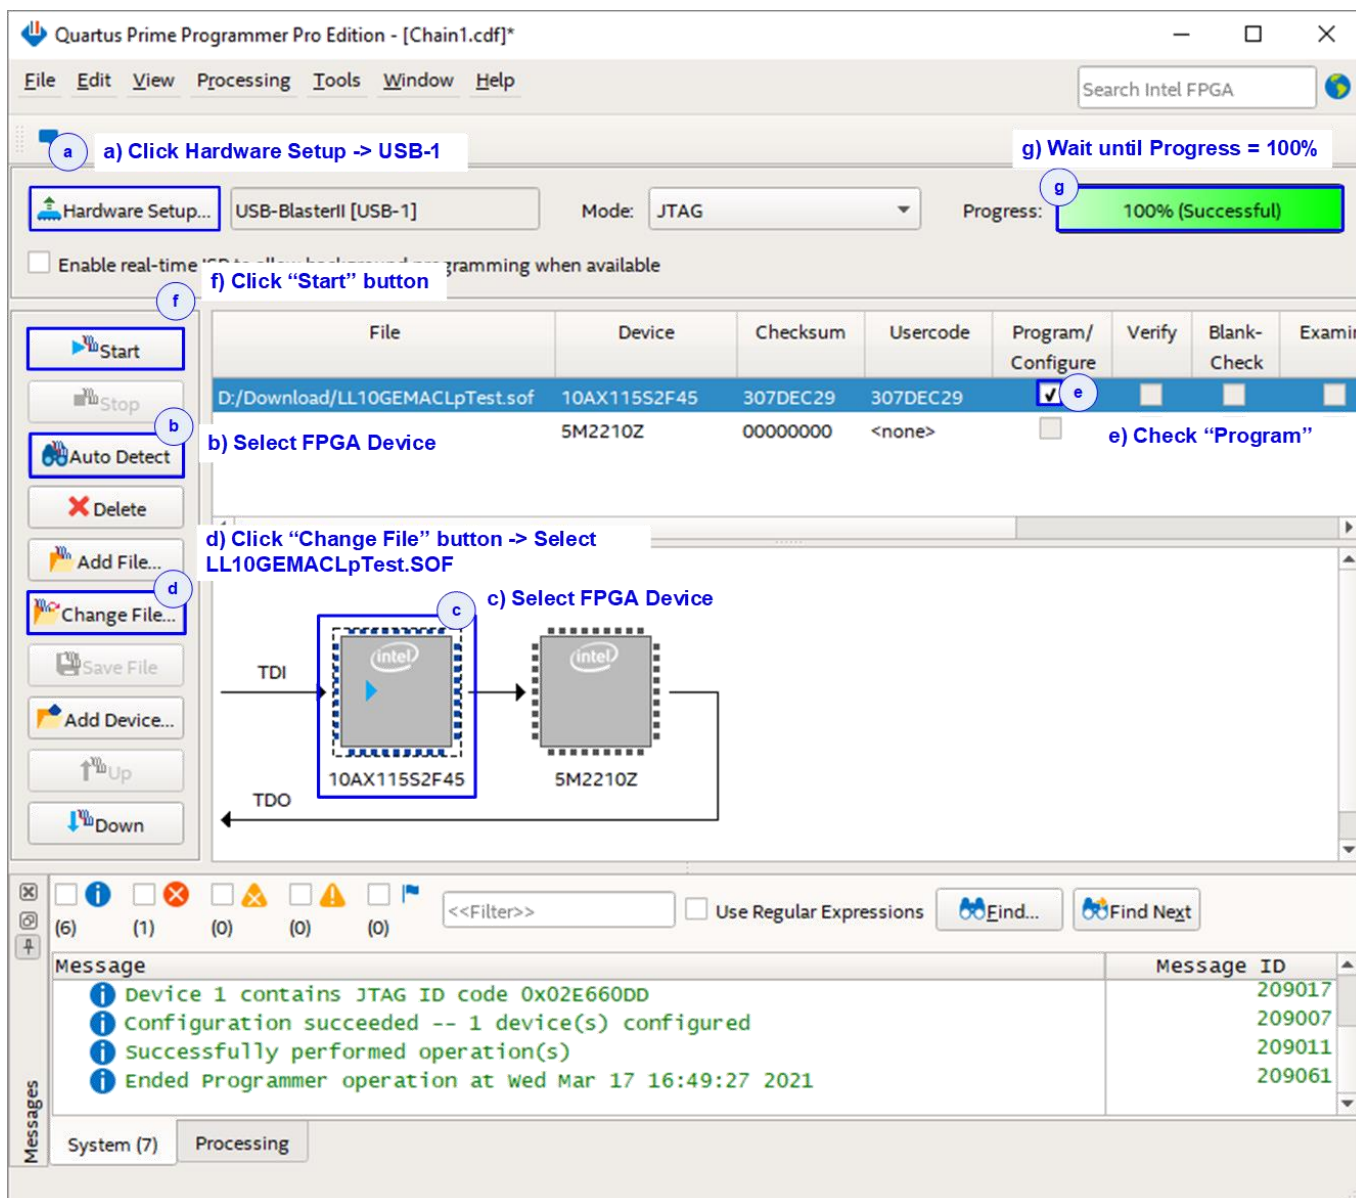 Quartus Prime Programmer Pro Edition - [Chain1.cdf]*
File Edit View Processing Tools Window Help
Search Intel FPGA
a
a) Click Hardware Setup -> USB-1
g) Wait until Progress = 100%
g
Hardware Setup...
USB-BlasterII [USB-1]
Mode:
JTAG
Progress:
100% (Successful)
Enable real-time
programming when available
f) Click “Start” button
f
Start
Stop
b
Auto Detect
Delete
Add File...
d
Change File...
Save File
Add Device...
Up
Down
File Device Checksum Usercode Program/ Configure Verify Blank-Check Examin
D:/Download/LL10GEMACLpTest.sof 10AX115S2F45 307DEC29 307DEC29
e
5M2210Z 00000000 <none>
b) Select FPGA Device
e) Check “Program”
d) Click “Change File” button -> Select
LL10GEMACLpTest.SOF
c
c) Select FPGA Device
intel
intel
TDI
10AX115S2F45
5M2210Z
TDO
(6) (1) (0) (0) (0)
<<Filter>>
Use Regular Expressions
Find...
Find Next
Message Message ID
Device 1 contains JTAG ID code 0x02E660DD 209017
Configuration succeeded -- 1 device(s) configured 209007
Successfully performed operation(s) 209011
Ended Programmer operation at Wed Mar 17 16:49:27 2021 209061
Messages
System (7) Processing